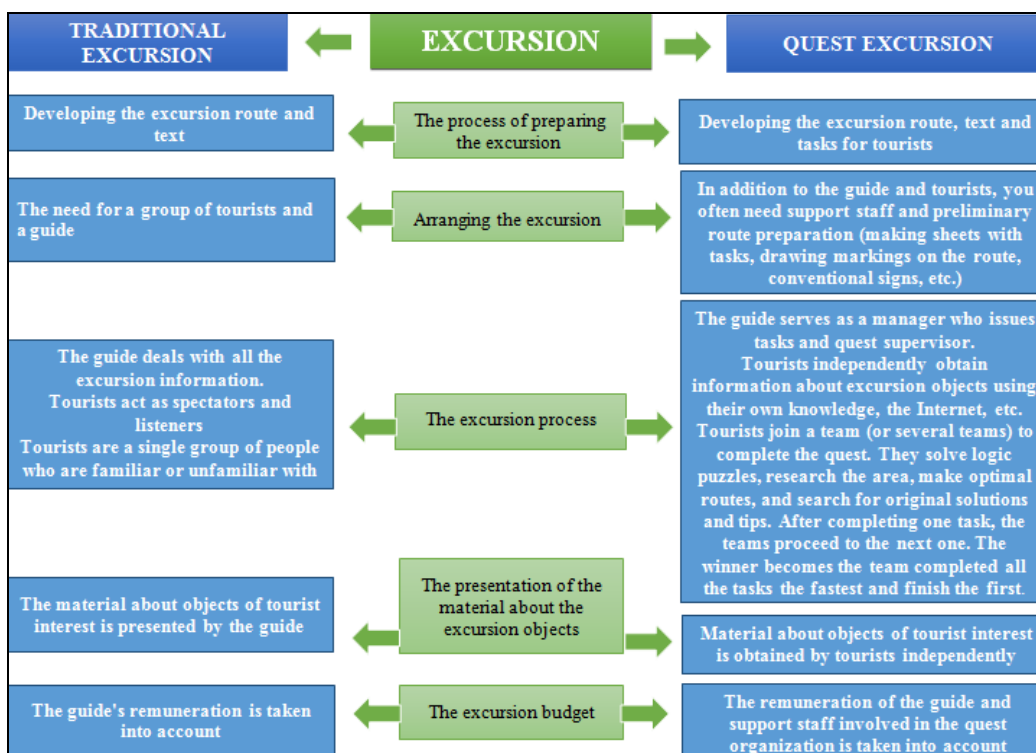 TRADITIONAL
EXCURSION
EXCURSION
QUEST EXCURSION
Developing the excursion route and
text
The process of preparing
the excursion
Developing the excursion route, text and
tasks for tourists
The need for a group of tourists and
a guide
Arranging the excursion
In addition to the guide and tourists, you
often need support staff and preliminary
route preparation (making sheets with
tasks, drawing markings on the route,
conventional signs, etc.)
The guide deals with all the
excursion information.
Tourists act as spectators and
listeners
Tourists are a single group of people
who are familiar or unfamiliar with
The excursion process
The guide serves as a manager who issues
tasks and quest supervisor.
Tourists independently obtain
information about excursion objects using
their own knowledge, the Internet, etc.
Tourists join a team (or several teams) to
complete the quest. They solve logic
puzzles, research the area, make optimal
routes, and search for original solutions
and tips. After completing one task, the
teams proceed to the next one. The
winner becomes the team completed all
the tasks the fastest and finish the first.
The material about objects of tourist
interest is presented by the guide
The presentation of the
material about the
excursion objects
Material about objects of tourist interest
is obtained by tourists independently
The guide's remuneration is taken
into account
The excursion budget
The remuneration of the guide and
support staff involved in the quest
organization is taken into account